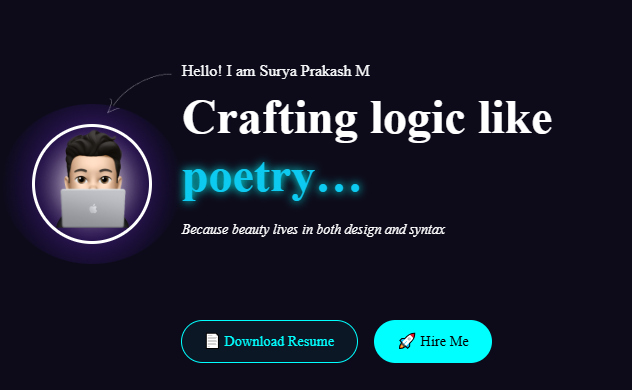 Hello! I am Surya Prakash M
Crafting logic like
poetry...
Because beauty lives in both design and syntax
Download Resume
Hire Me